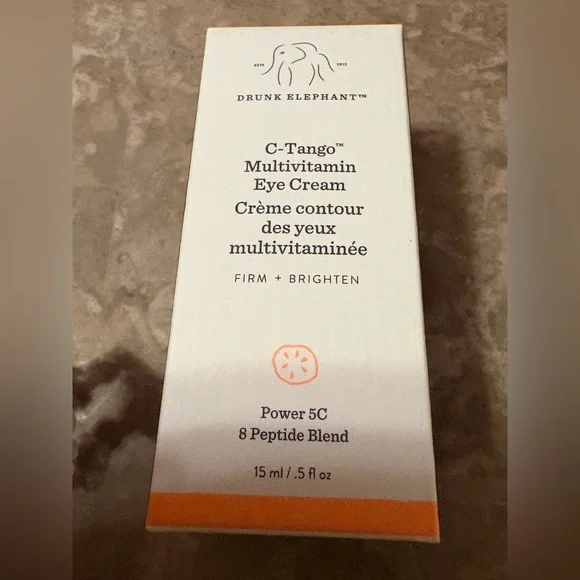 ESTD 2012
DRUNK ELEPHANT™
C-Tango™
Multivitamin
Eye Cream
Crème contour
des yeux
multivitaminée
FIRM + BRIGHTEN
Power 5C
8 Peptide Blend
15 ml / .5 fl oz